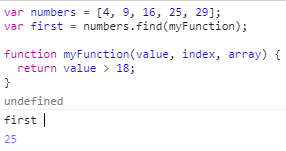 var numbers = [4, 9, 16, 25, 29];
var first = numbers.find(myFunction);
function myFunction(value, index, array) {
  return value > 18;
}
undefined
first
25